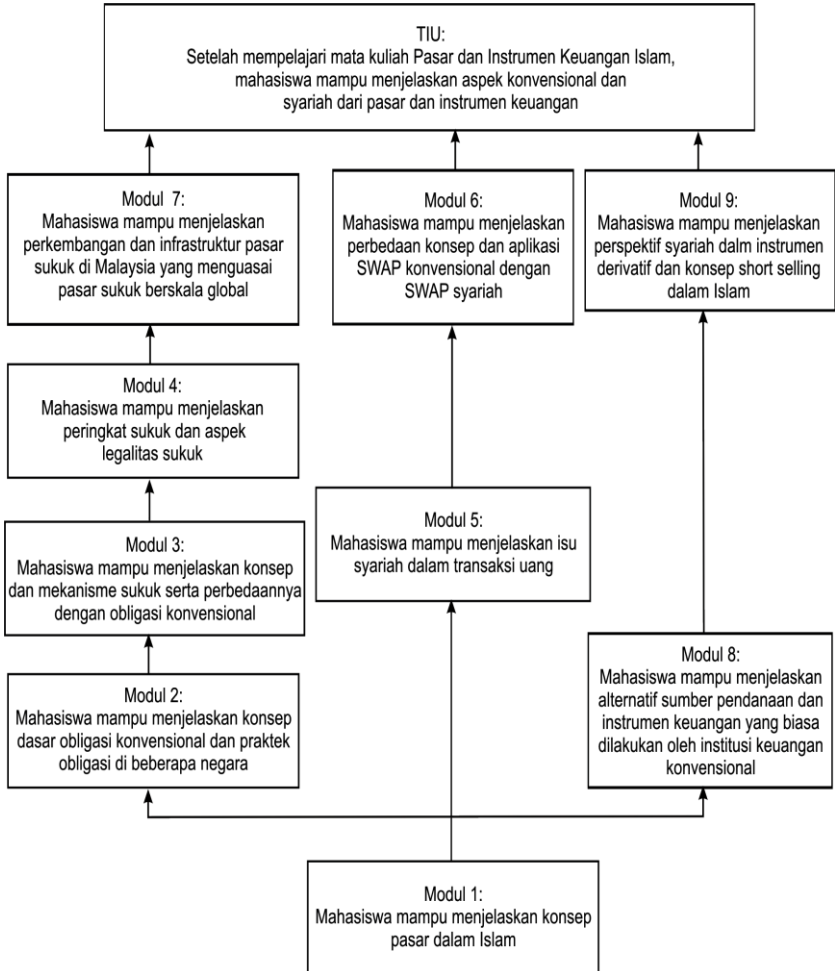 TIU:
Setelah mempelajari mata kuliah Pasar dan Instrumen Keuangan Islam,
mahasiswa mampu menjelaskan aspek konvensional dan
syariah dari pasar dan instrumen keuangan
Modul 7:
Mahasiswa mampu menjelaskan
perkembangan dan infrastruktur pasar
sukuk di Malaysia yang menguasai
pasar sukuk berskala global
Modul 6:
Mahasiswa mampu menjelaskan
perbedaan konsep dan aplikasi
SWAP konvensional dengan
SWAP syariah
Modul 9:
Mahasiswa mampu menjelaskan
perspektif syariah dalm instrumen
derivatif dan konsep short selling
dalam Islam
Modul 4:
Mahasiswa mampu menjelaskan
peringkat sukuk dan aspek
legalitas sukuk
Modul 5:
Mahasiswa mampu menjelaskan isu
syariah dalam transaksi uang
Modul 3:
Mahasiswa mampu menjelaskan konsep
dan mekanisme sukuk serta perbedaannya
dengan obligasi konvensional
Modul 8:
Mahasiswa mampu menjelaskan
alternatif sumber pendanaan dan
instrumen keuangan yang biasa
dilakukan oleh institusi keuangan
konvensional
Modul 2:
Mahasiswa mampu menjelaskan konsep
dasar obligasi konvensional dan praktek
obligasi di beberapa negara
Modul 1:
Mahasiswa mampu menjelaskan konsep
pasar dalam Islam